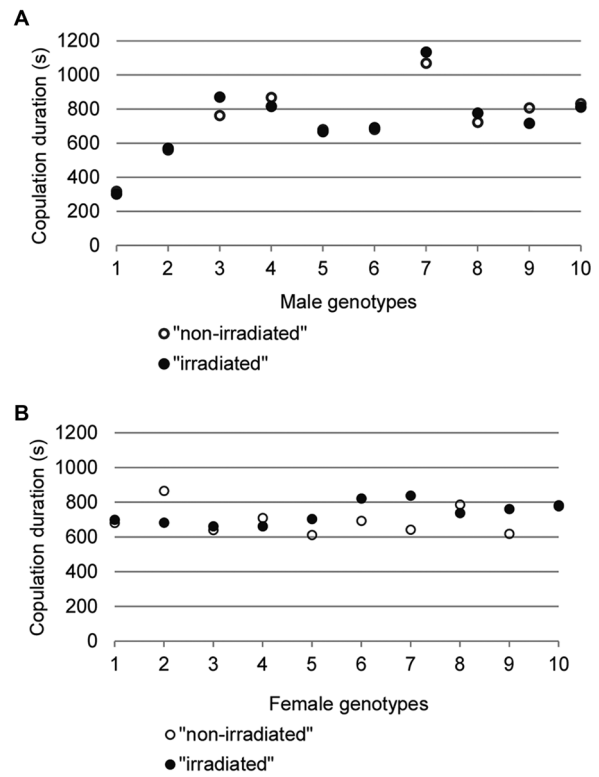 A
1200
1000
800
600
400
200
0
Copulation duration (s)
1 2 3 4 5 6 7 8 9 10
Male genotypes
"non-irradiated"
"irradiated"
B
1200
1000
800
600
400
200
0
Copulation duration (s)
1 2 3 4 5 6 7 8 9 10
Female genotypes
"non-irradiated"
"irradiated"